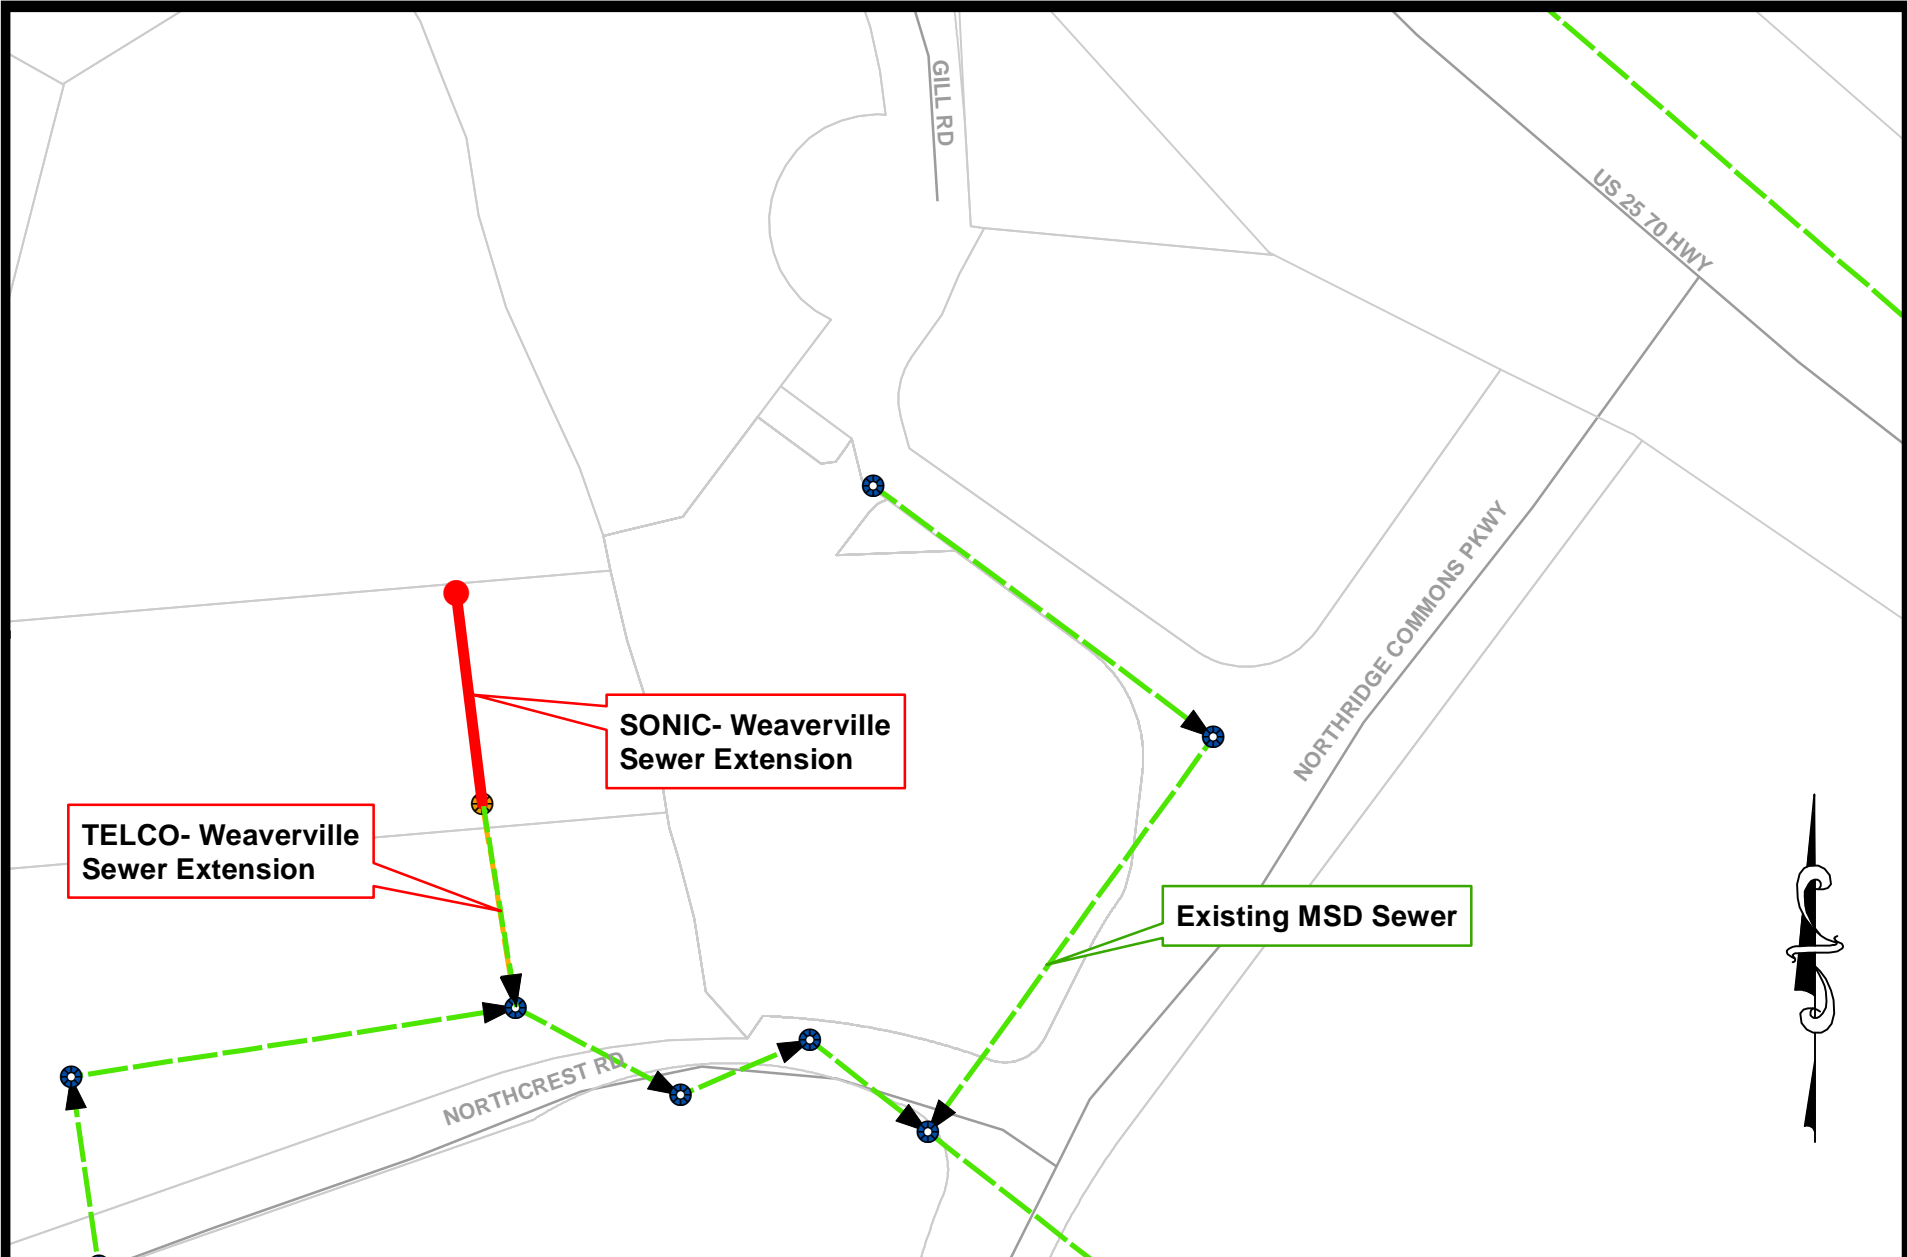 GILL RD
US 25 70 HWY
NORTHRIDGE COMMONS PKWY
SONIC- Weaverville
Sewer Extension
TELCO- Weaverville
Sewer Extension
Existing MSD Sewer
NORTHCREST RD